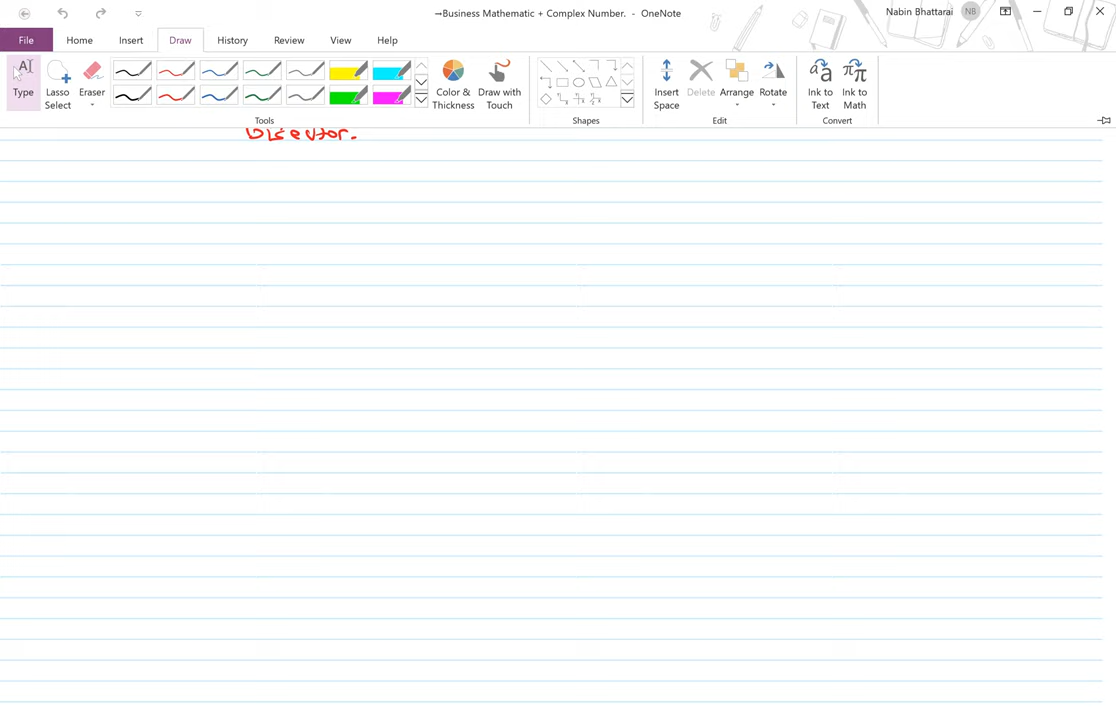 →Business Mathematic + Complex Number. - OneNote
Nabin Bhattarai NB
File Home Insert Draw History Review View Help
Type
Lasso Select
Eraser
Color & Thickness
Draw with Touch
Insert Space
Delete
Arrange
Rotate
Ink to Text
Ink to Math
Tools Shapes Edit Convert
Bisector.